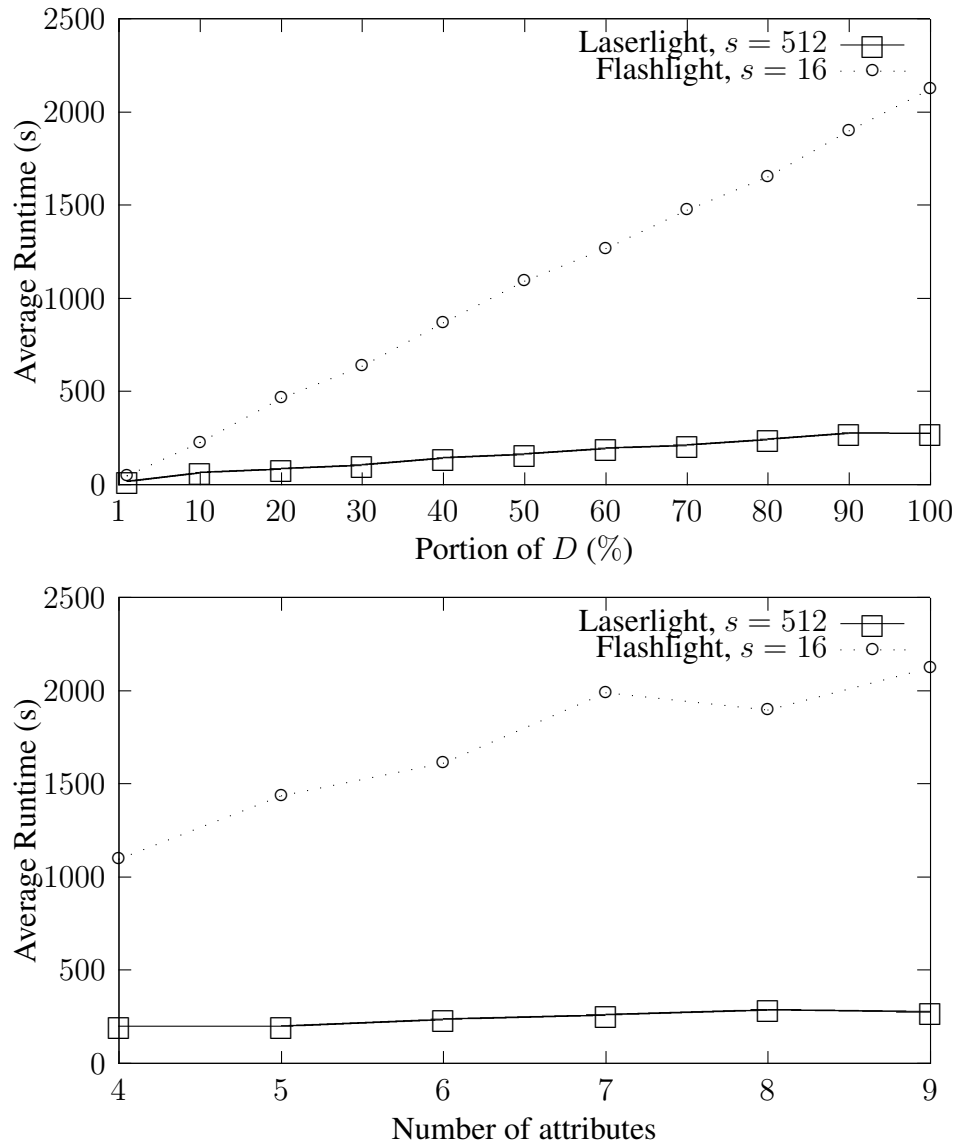 2500
2000
1500
1000
500
0
Average Runtime (s)
Laserlight, s = 512
Flashlight, s = 16
1 10 20 30 40 50 60 70 80 90 100
Portion of D (%)
2500
2000
1500
1000
500
0
Average Runtime (s)
Laserlight, s = 512
Flashlight, s = 16
4 5 6 7 8 9
Number of attributes